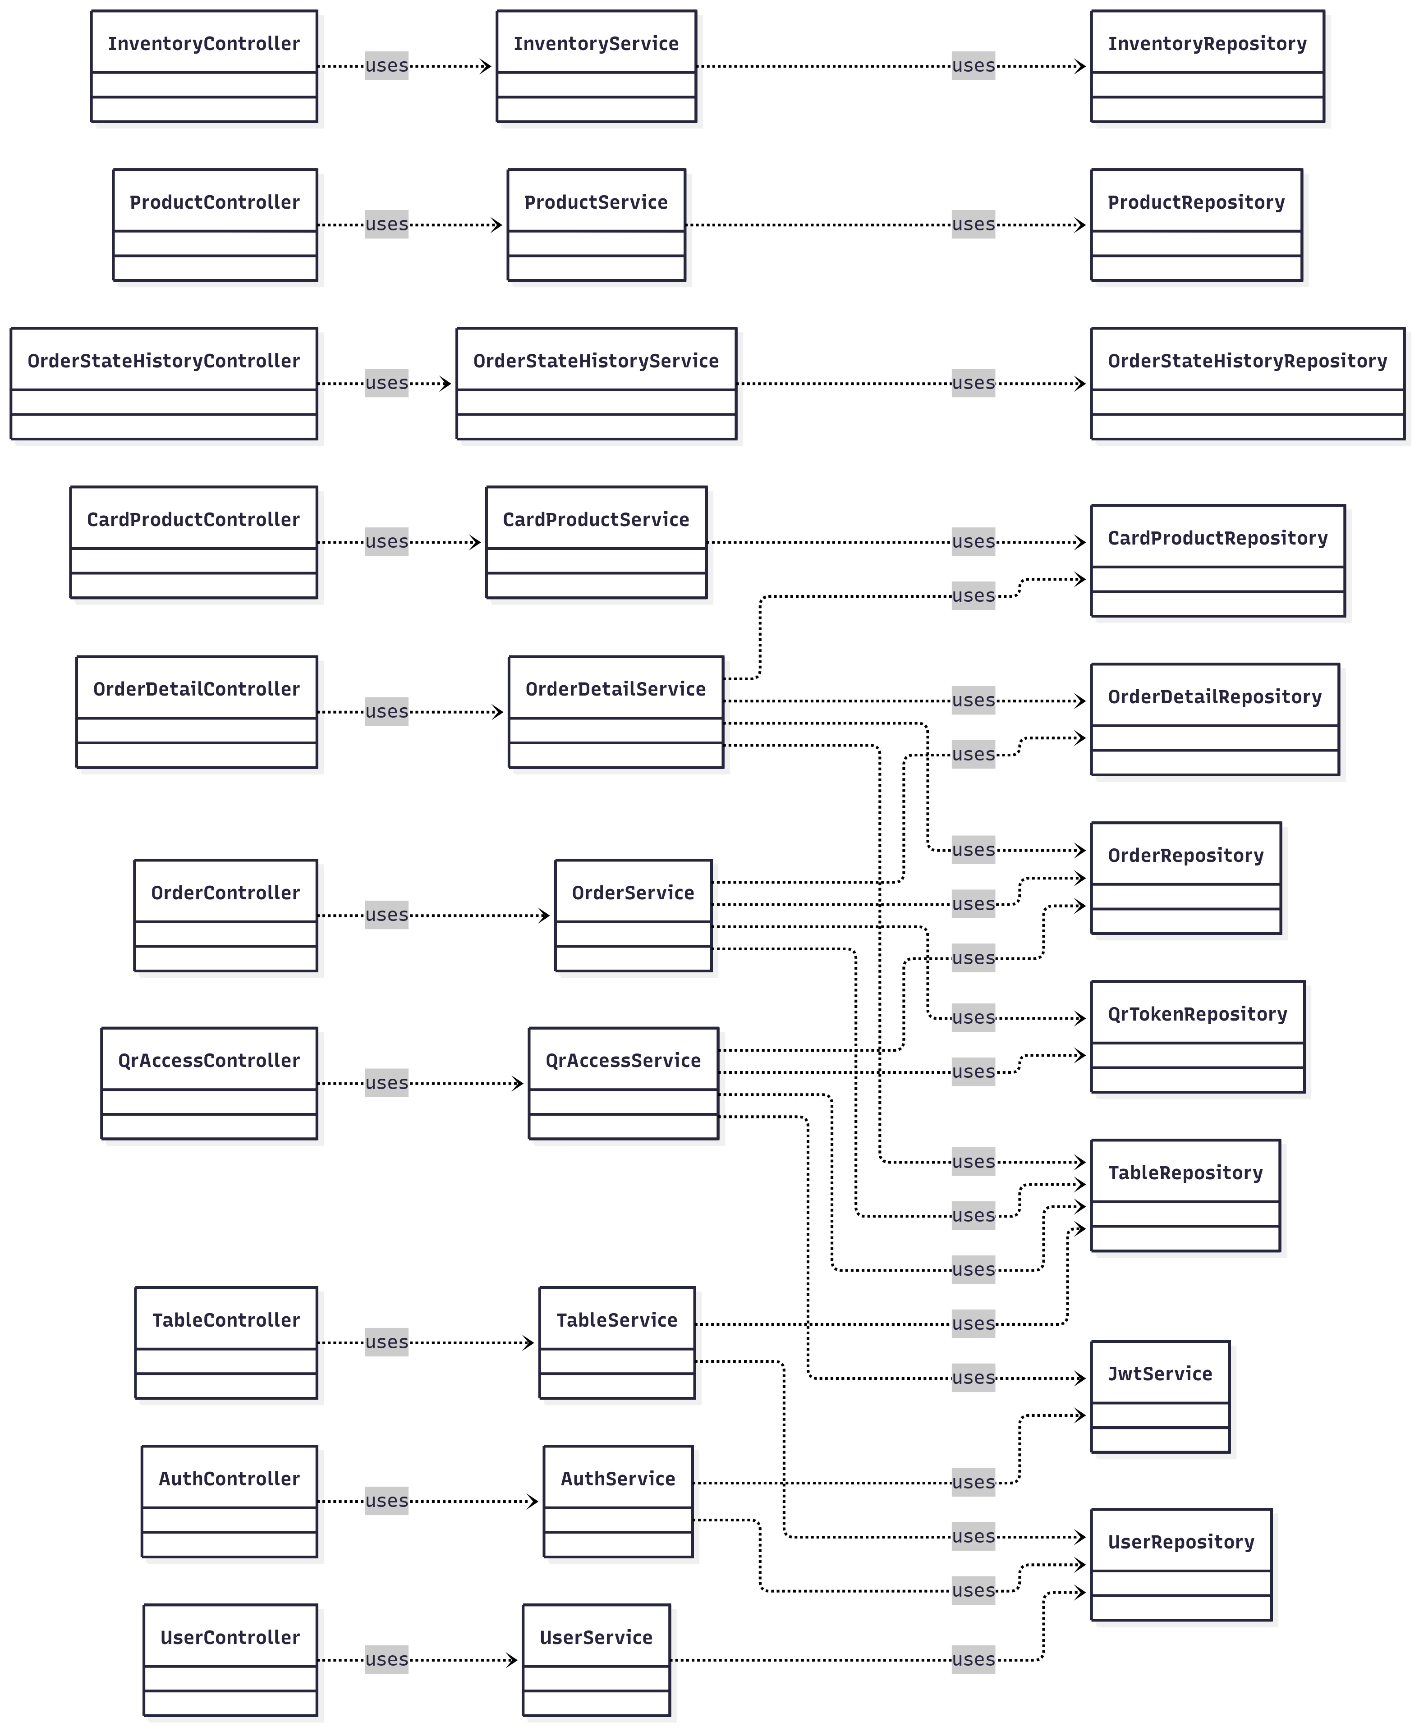 InventoryController
uses
InventoryService
uses
InventoryRepository
ProductController
uses
ProductService
uses
ProductRepository
OrderStateHistoryController
uses
OrderStateHistoryService
uses
OrderStateHistoryRepository
CardProductController
uses
CardProductService
uses
CardProductRepository
uses
OrderDetailController
uses
OrderDetailService
uses
OrderDetailRepository
uses
uses
OrderRepository
OrderController
uses
OrderService
uses
uses
QrTokenRepository
uses
QrAccessController
uses
QrAccessService
uses
uses
TableRepository
uses
uses
TableController
uses
TableService
uses
uses
JwtService
AuthController
uses
AuthService
uses
uses
UserRepository
uses
UserController
uses
UserService
uses